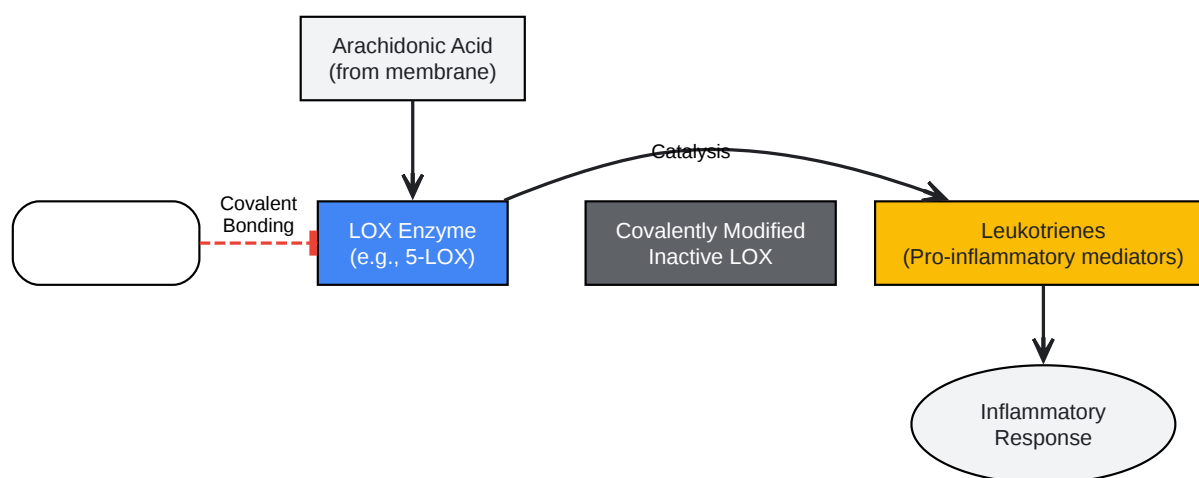 Arachidonic Acid
(from membrane)
Catalysis
Covalent
Bonding
LOX Enzyme
(e.g., 5-LOX)
Covalently Modified
Inactive LOX
Leukotrienes
(Pro-inflammatory mediators)
Inflammatory
Response